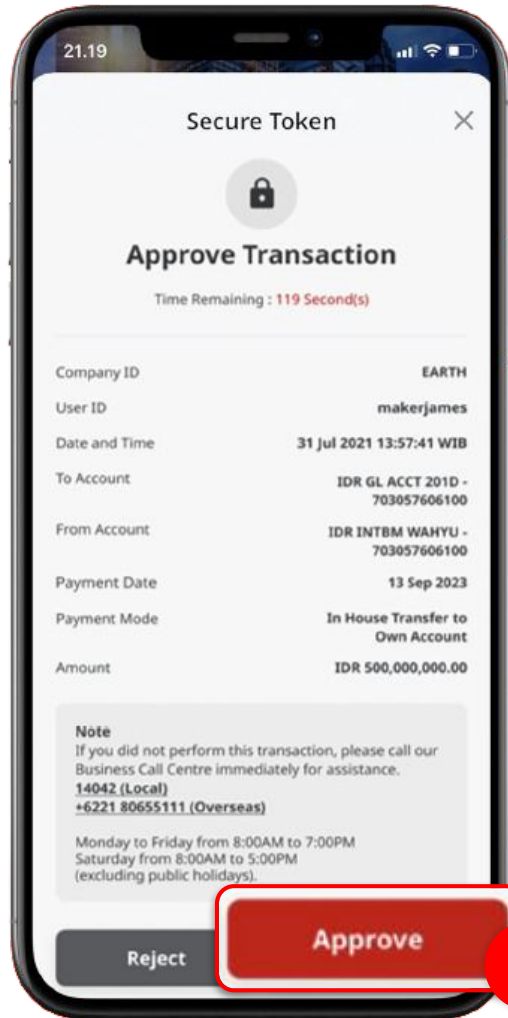 21.19
Secure Token
Approve Transaction
Time Remaining : 119 Second(s)
Company ID EARTH
User ID makerjames
Date and Time 31 Jul 2021 13:57:41 WIB
To Account IDR GL ACCT 201D -
703057606100
From Account IDR INTBM WAHYU -
703057606100
Payment Date 13 Sep 2023
Payment Mode In House Transfer to
Own Account
Amount IDR 500,000,000.00
Note
If you did not perform this transaction, please call our
Business Call Centre immediately for assistance.
14042 (Local)
+6221 80655111 (Overseas)
Monday to Friday from 8:00AM to 7:00PM
Saturday from 8:00AM to 5:00PM
(excluding public holidays).
Reject Approve